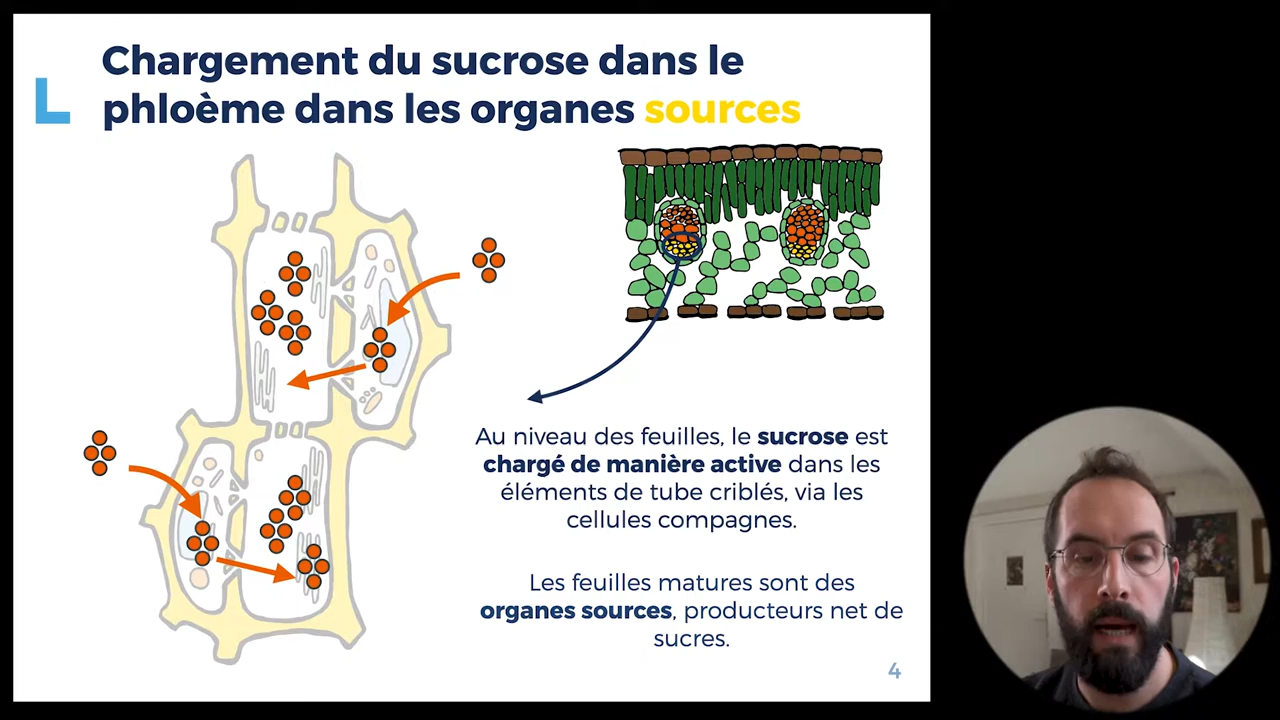 Chargement du sucrose dans le
phloème dans les organes sources
Au niveau des feuilles, le sucrose est
chargé de manière active dans les
éléments de tube criblés, via les
cellules compagnes.
Les feuilles matures sont des
organes sources, producteurs net de
sucres.
4